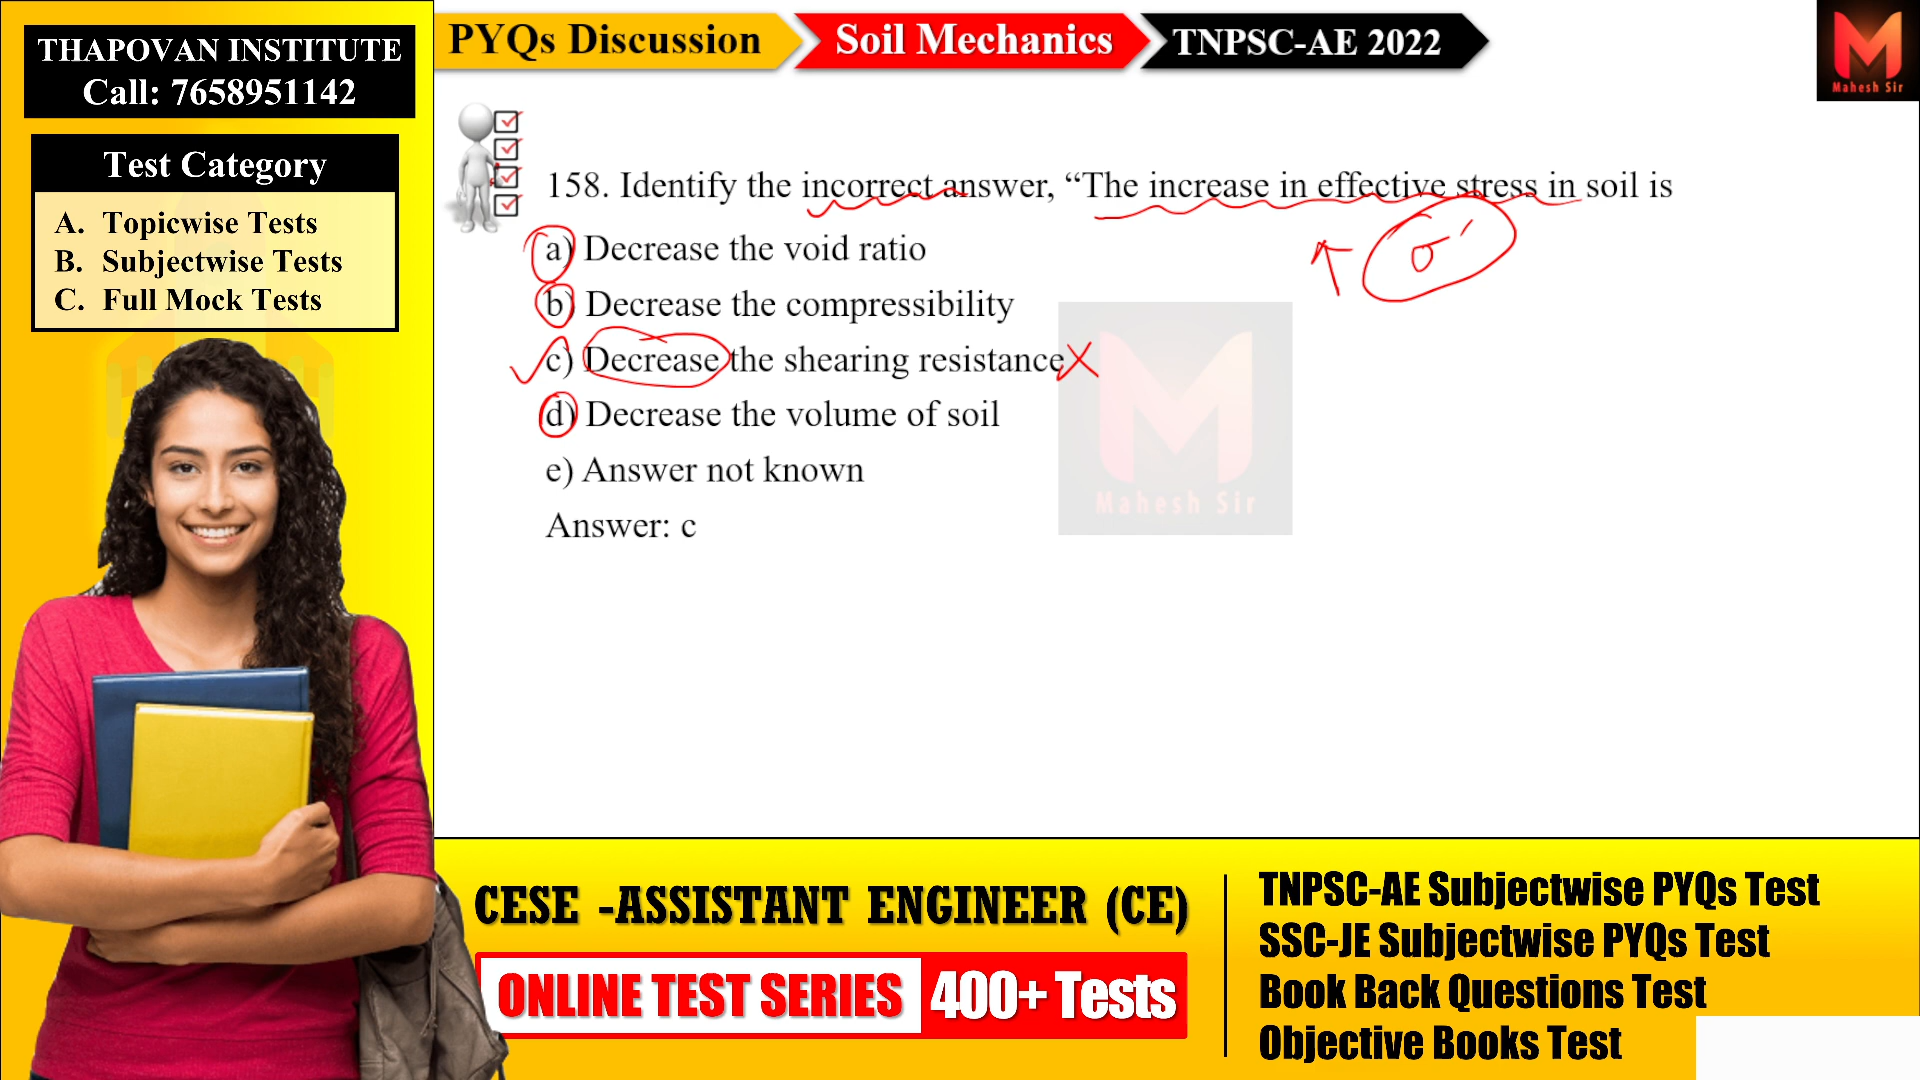 THAPOVAN INSTITUTE
Call: 7658951142
Test Category
A. Topicwise Tests
B. Subjectwise Tests
C. Full Mock Tests
PYQs Discussion
Soil Mechanics
TNPSC-AE 2022
Mahesh Sir
158. Identify the incorrect answer, “The increase in effective stress in soil is
a) Decrease the void ratio
b) Decrease the compressibility
c) Decrease the shearing resistance
d) Decrease the volume of soil
e) Answer not known
Answer: c
σ'
Mahesh Sir
CESE -ASSISTANT ENGINEER (CE)
ONLINE TEST SERIES 400+ Tests
TNPSC-AE Subjectwise PYQs Test
SSC-JE Subjectwise PYQs Test
Book Back Questions Test
Objective Books Test